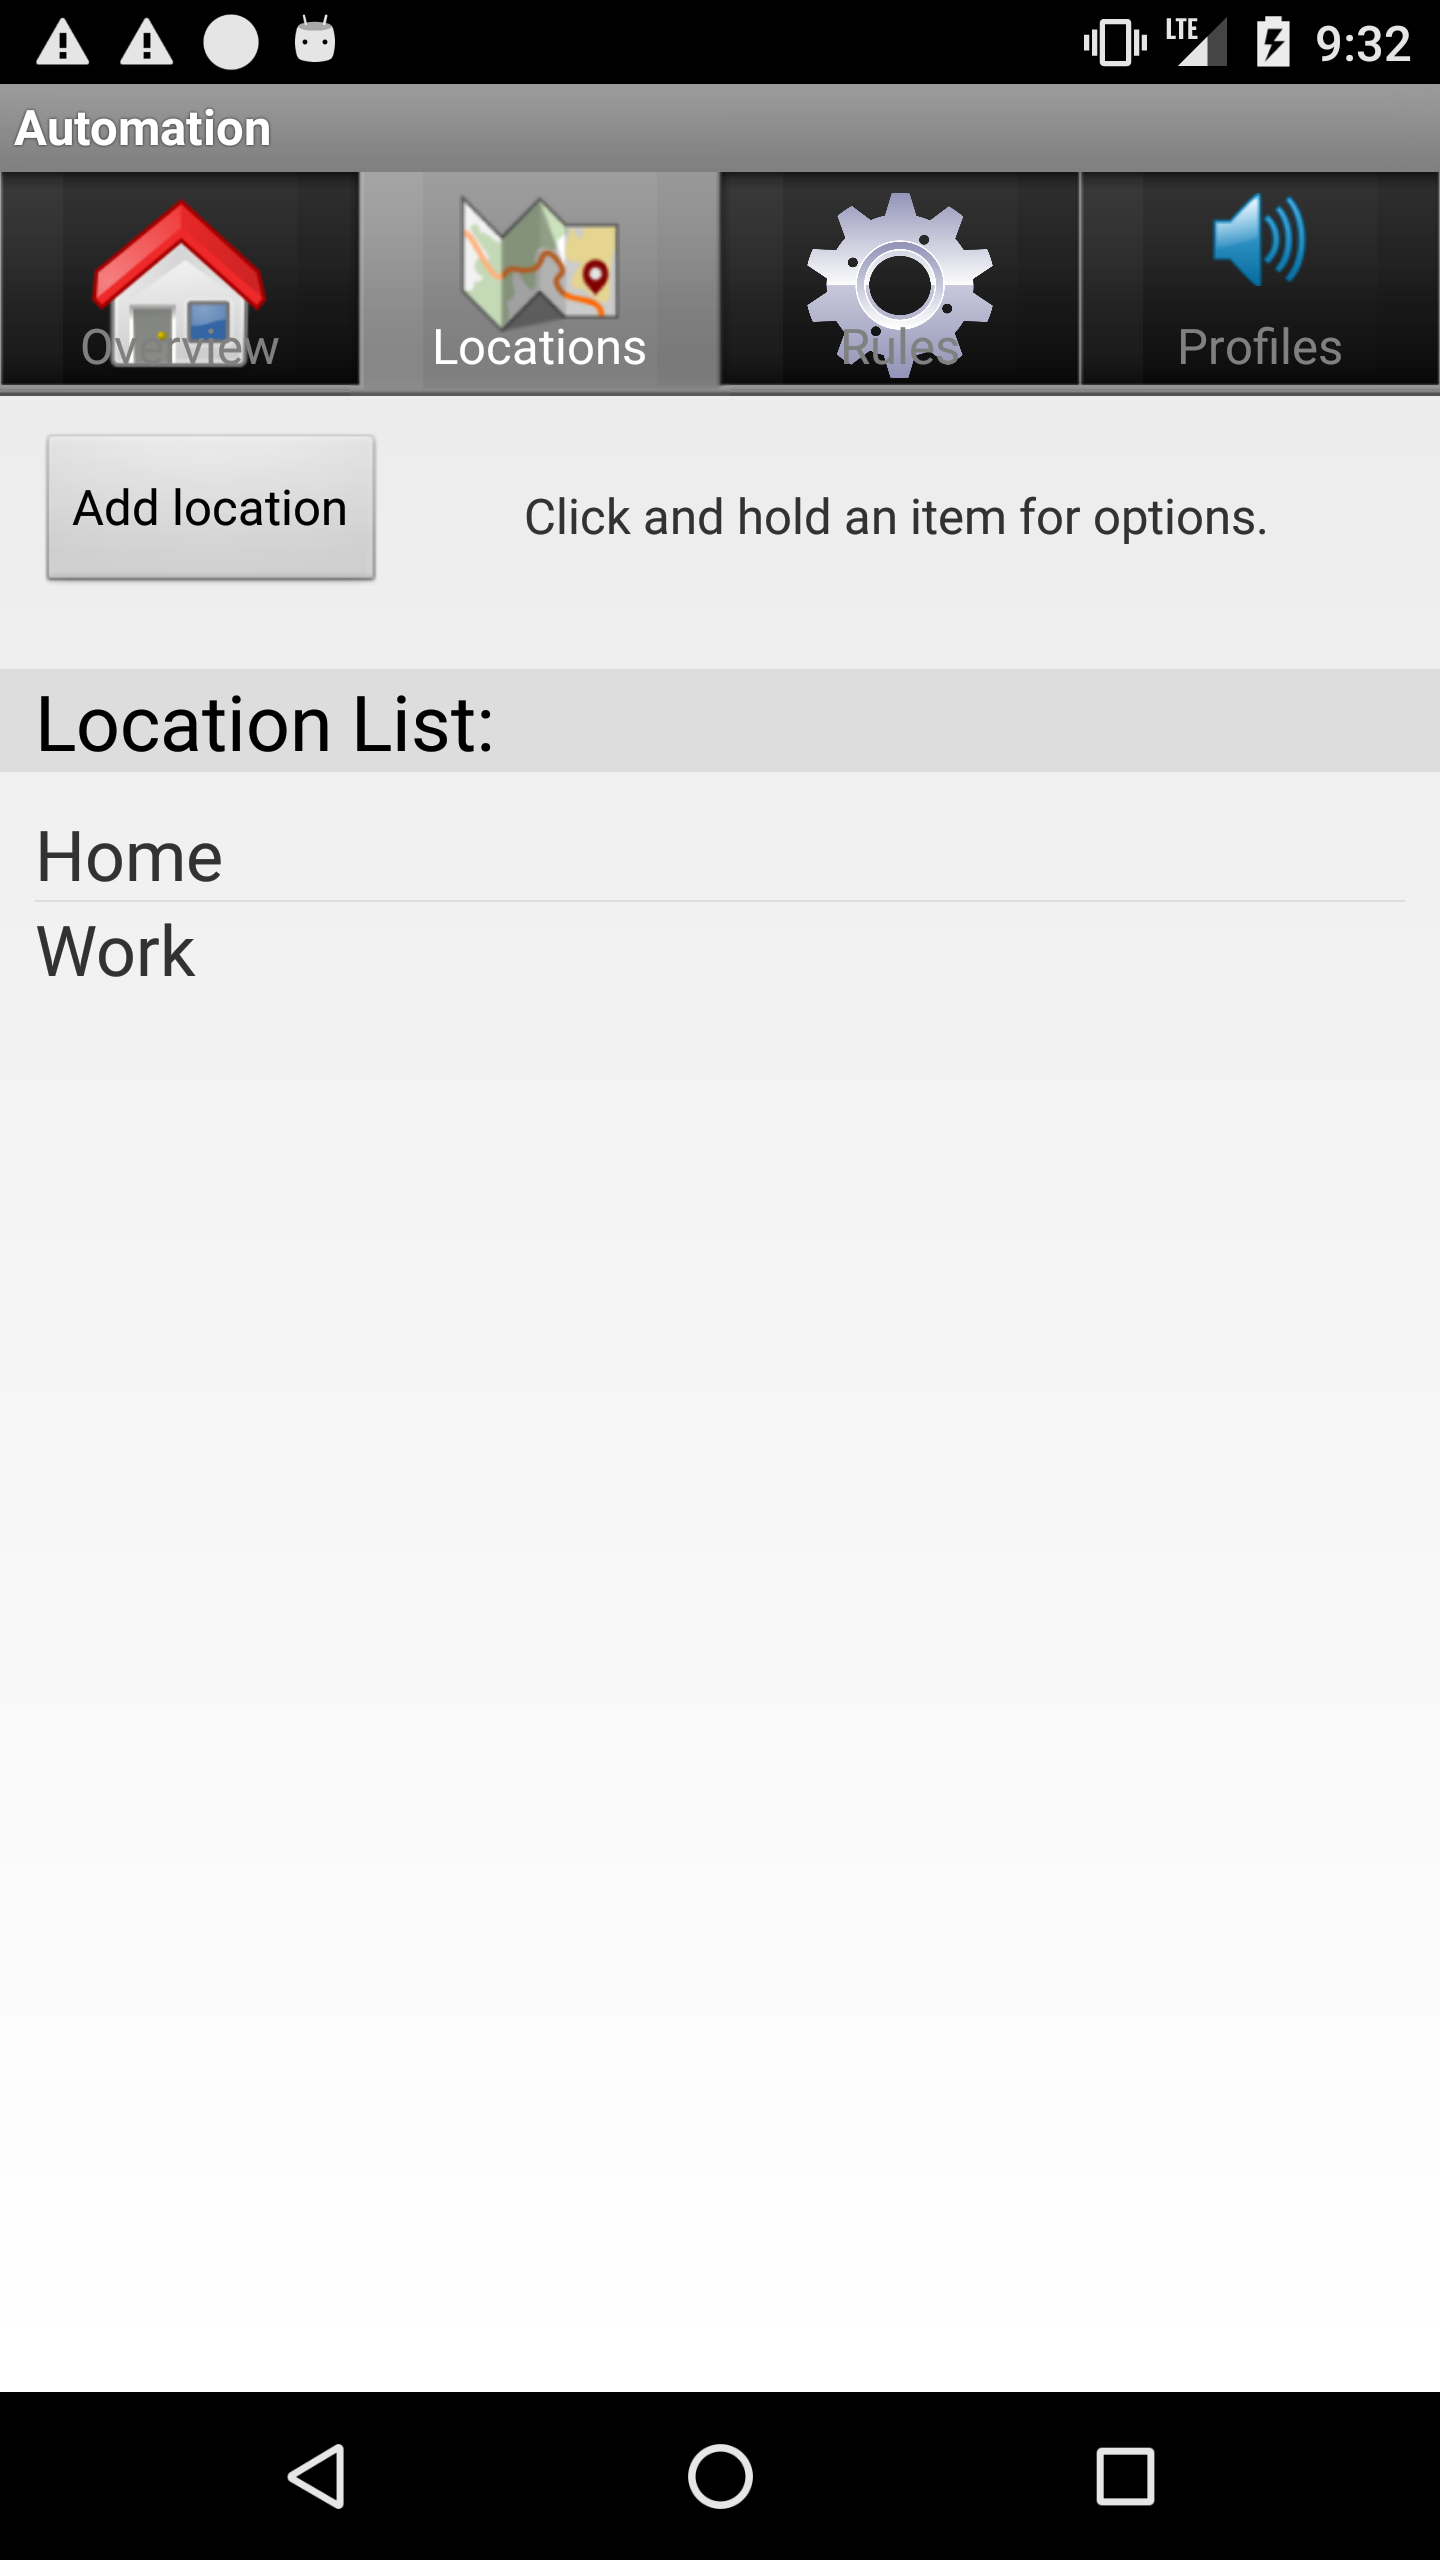 LTE 9:32
Automation
Overview Locations Rules Profiles
Add location Click and hold an item for options.
Location List:
Home
Work